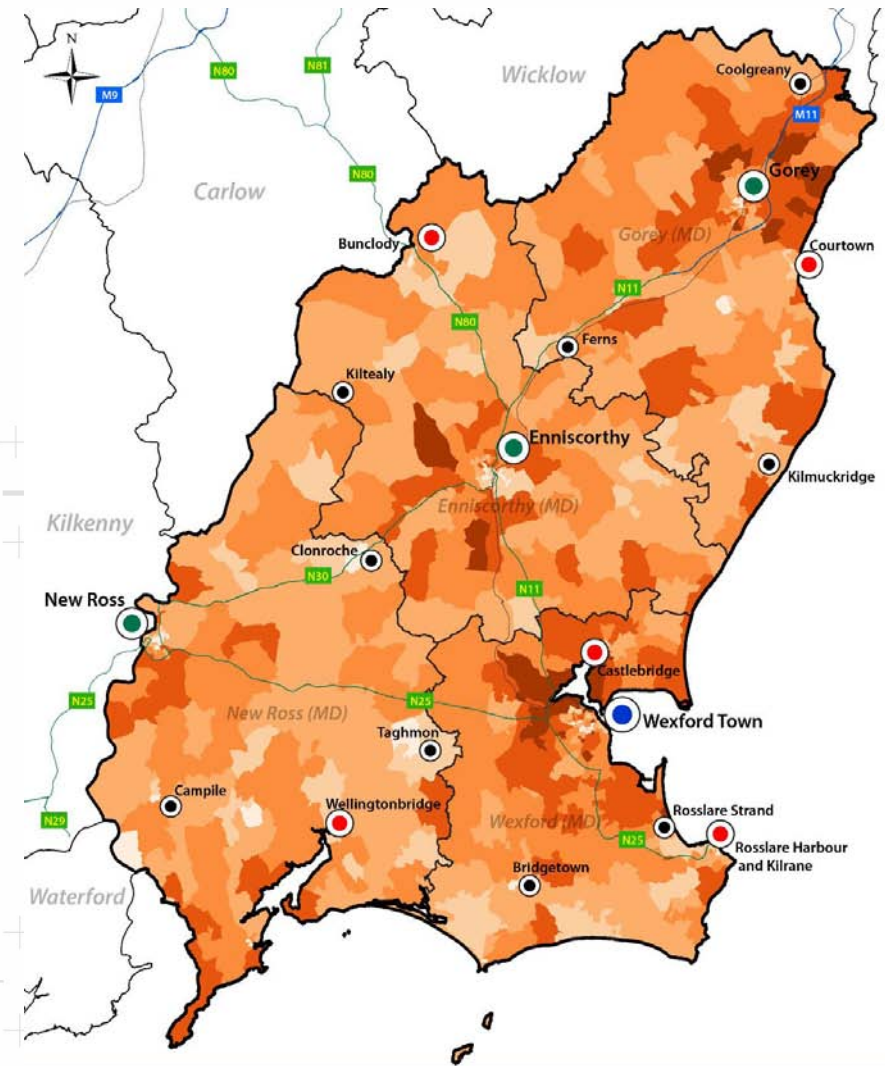 N
Wicklow
Coolgreany
N80
N81
M9
M11
Gorey
N80
Carlow
Gorey (MD)
Bunclody
Courtown
N11
N80
Ferns
Kiltealy
Enniscorthy
Kilmuckridge
Enniscorthy (MD)
Kilkenny
Clonroche
N30
N11
New Ross
Castlebridge
N25
N25
New Ross (MD)
Wexford Town
Taghmon
Campile
Wellingtonbridge
Rosslare Strand
N29
Wexford (MD)
N25
Rosslare Harbour
and Kilrane
Bridgetown
Waterford